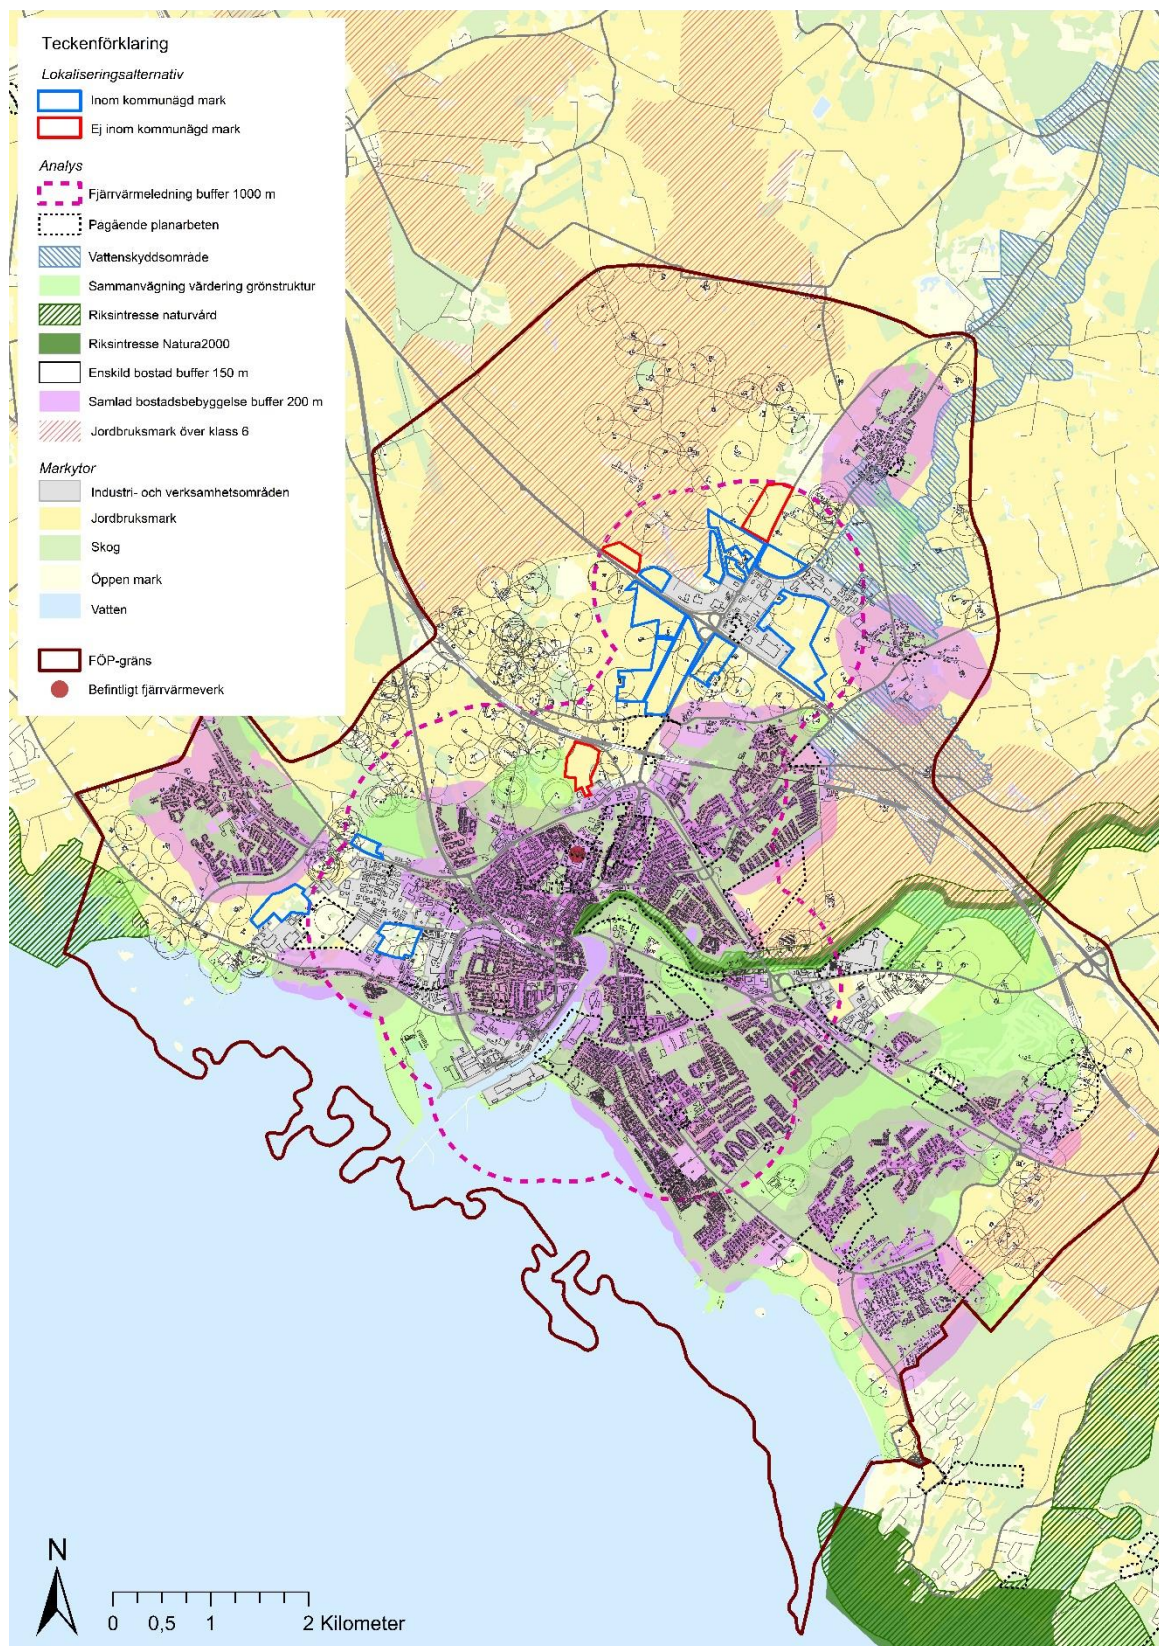 Teckenförklaring
Lokaliseringsalternativ
Inom kommunägd mark
Ej inom kommunägd mark
Analys
Fjärrvärmeledning buffer 1000 m
Pagående planarbeten
Vattenskyddsområde
Sammanvägning värdering grönstruktur
Riksintresse naturvård
Riksintresse Natura2000
Enskild bostad buffer 150 m
Samlad bostadsbebyggelse buffer 200 m
Jordbruksmark över klass 6
Markytor
Industri- och verksamhetsområden
Jordbruksmark
Skog
Öppen mark
Vatten
FÖP-gräns
Befintligt fjärrvärmeverk
N
0 0,5 1 2 Kilometer